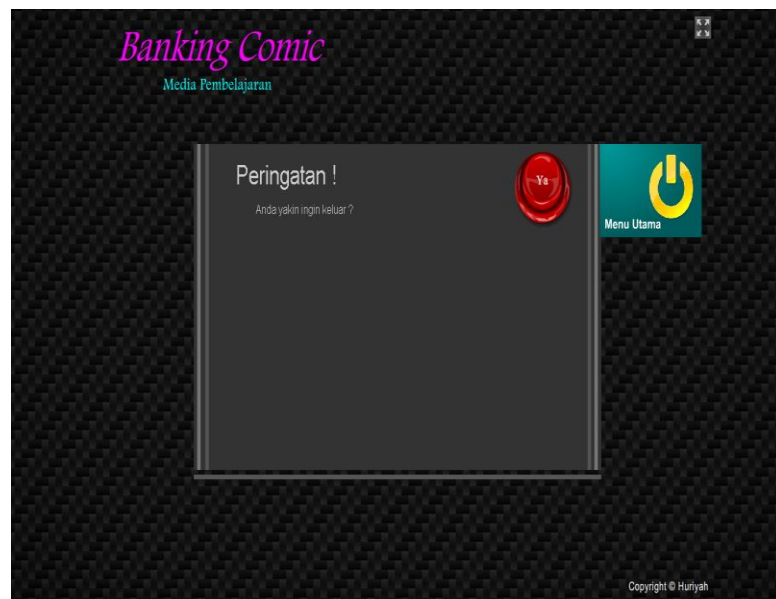 Banking Comic
Media Pembelajaran
Peringatan !
Ya
Anda yakin ingin keluar ?
Menu Utama
Copyright © Huriyah